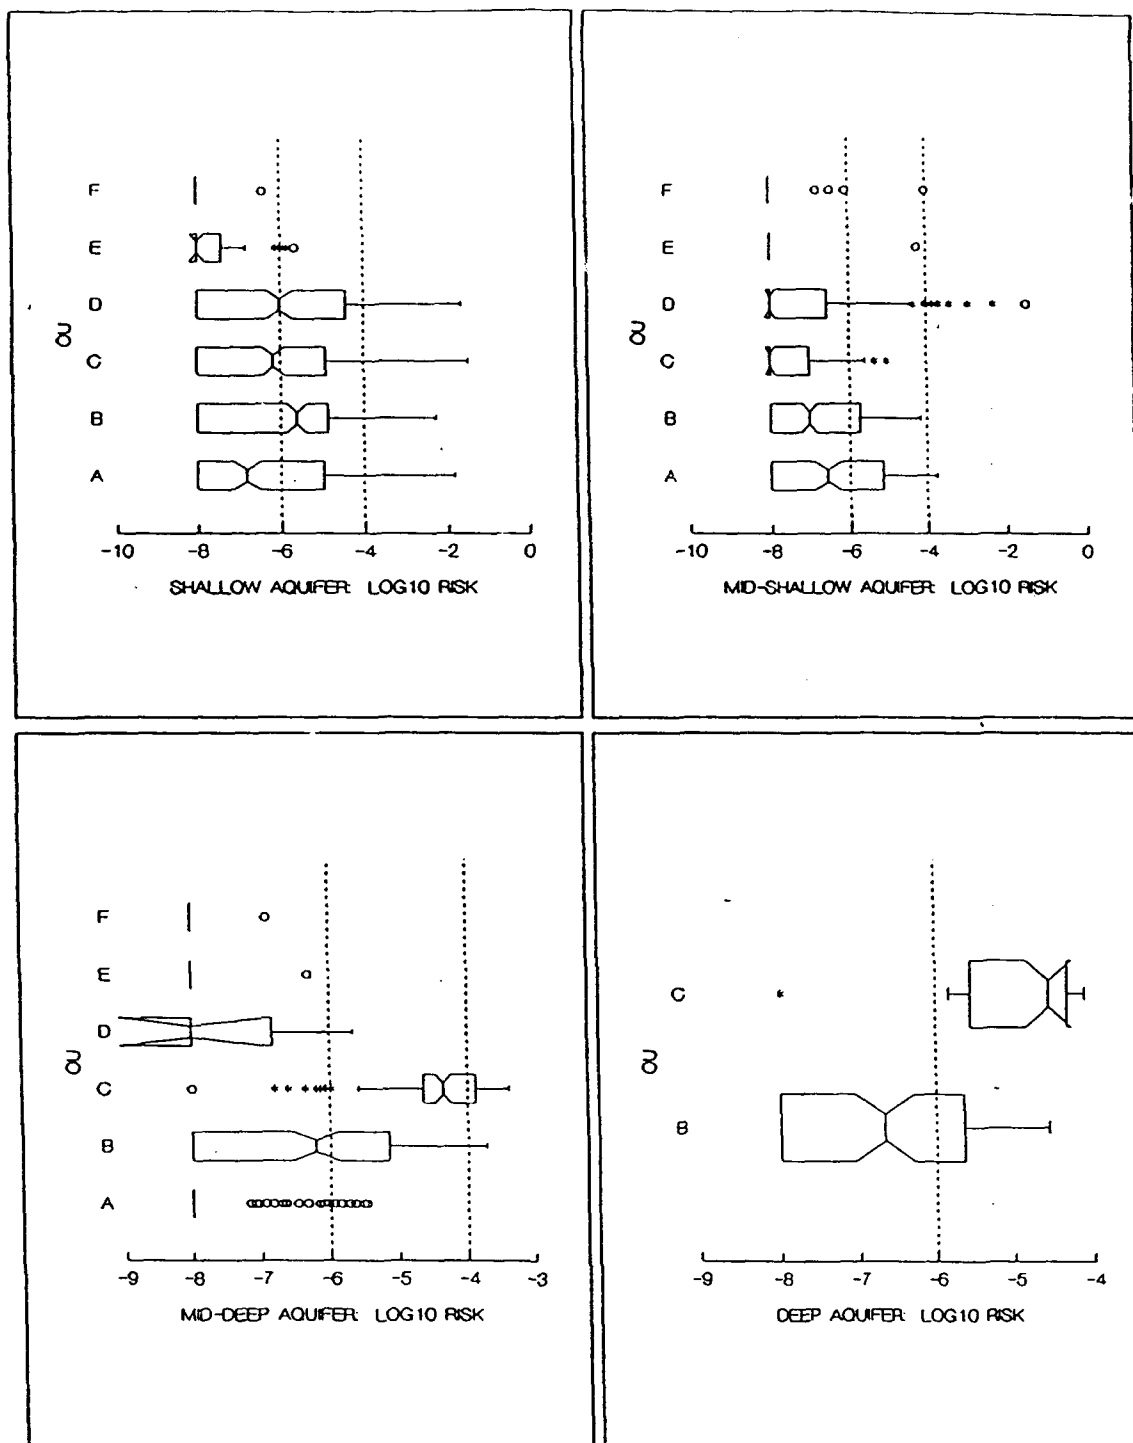 F
E
D
OU
C
B
A
-10 -8 -6 -4 -2 0
SHALLOW AQUIFER: LOG10 RISK
F
E
D
OU
C
B
A
-10 -8 -6 -4 -2 0
MID-SHALLOW AQUIFER: LOG10 RISK
F
E
D
OU
C
B
A
-9 -8 -7 -6 -5 -4 -3
MID-DEEP AQUIFER: LOG10 RISK
C
OU
B
-9 -8 -7 -6 -5 -4
DEEP AQUIFER: LOG10 RISK